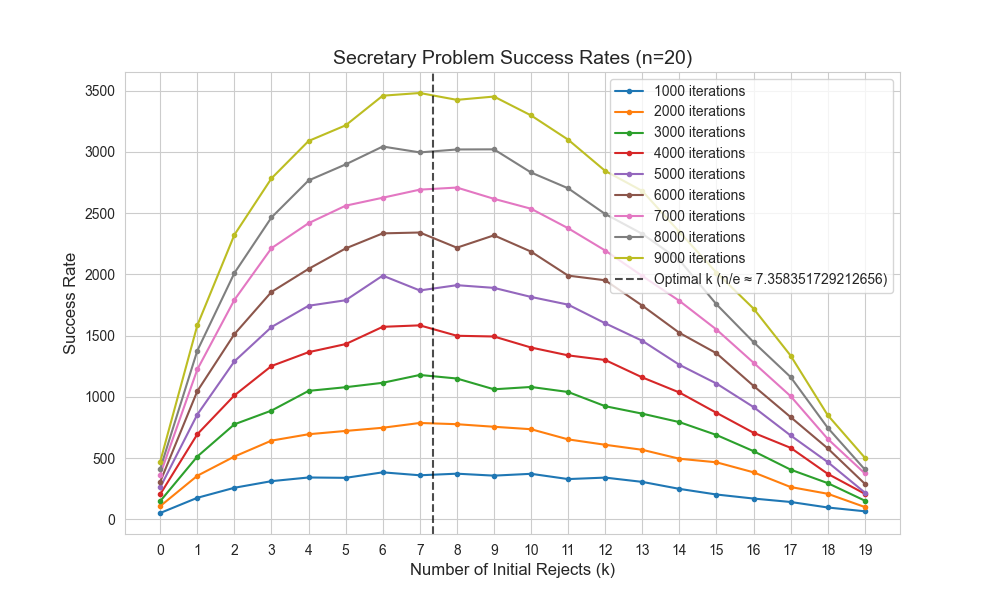 Secretary Problem Success Rates (n=20)
3500
3000
2500
2000
1500
1000
500
0
Success Rate
1000 iterations
2000 iterations
3000 iterations
4000 iterations
5000 iterations
6000 iterations
7000 iterations
8000 iterations
9000 iterations
Optimal k (n/e ≈ 7.358351729212656)
0 1 2 3 4 5 6 7 8 9 10 11 12 13 14 15 16 17 18 19
Number of Initial Rejects (k)